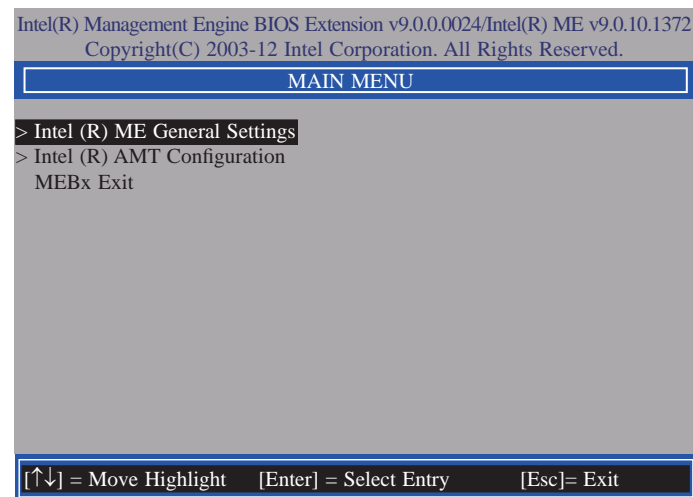 Intel(R) Management Engine BIOS Extension v9.0.0.0024/Intel(R) ME v9.0.10.1372
Copyright(C) 2003-12 Intel Corporation. All Rights Reserved.
MAIN MENU
> Intel (R) ME General Settings
> Intel (R) AMT Configuration
MEBx Exit
[↑↓] = Move Highlight [Enter] = Select Entry [Esc]= Exit